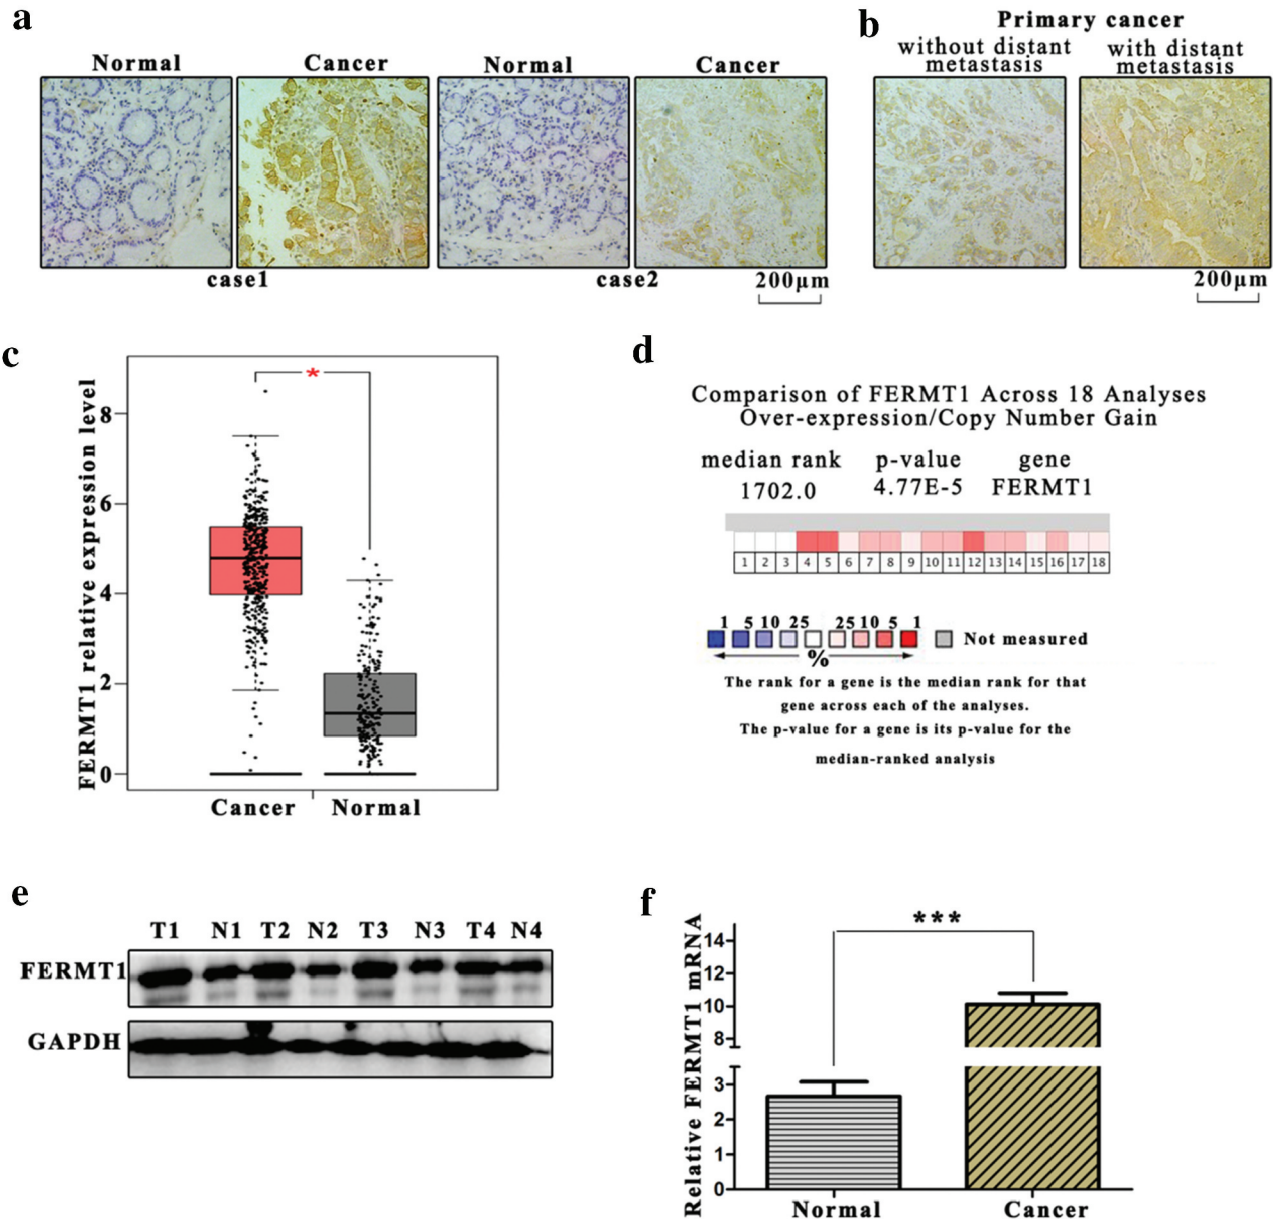 a
Normal Cancer Normal Cancer
case1 case2
200μm
b
Primary cancer
without distant metastasis
with distant metastasis
200μm
c
FERMT1 relative expression level
8
6
4
2
0
*
Cancer Normal
d
Comparison of FERMT1 Across 18 Analyses
Over-expression/Copy Number Gain
median rank p-value gene
1702.0 4.77E-5 FERMT1
1 2 3 4 5 6 7 8 9 10 11 12 13 14 15 16 17 18
1 5 10 25 25 10 5 1
%
Not measured
The rank for a gene is the median rank for that
gene across each of the analyses.
The p-value for a gene is its p-value for the
median-ranked analysis
e
T1 N1 T2 N2 T3 N3 T4 N4
FERMT1
GAPDH
f
Relative FERMT1 mRNA
14
12
10
8
3
2
1
0
***
Normal Cancer